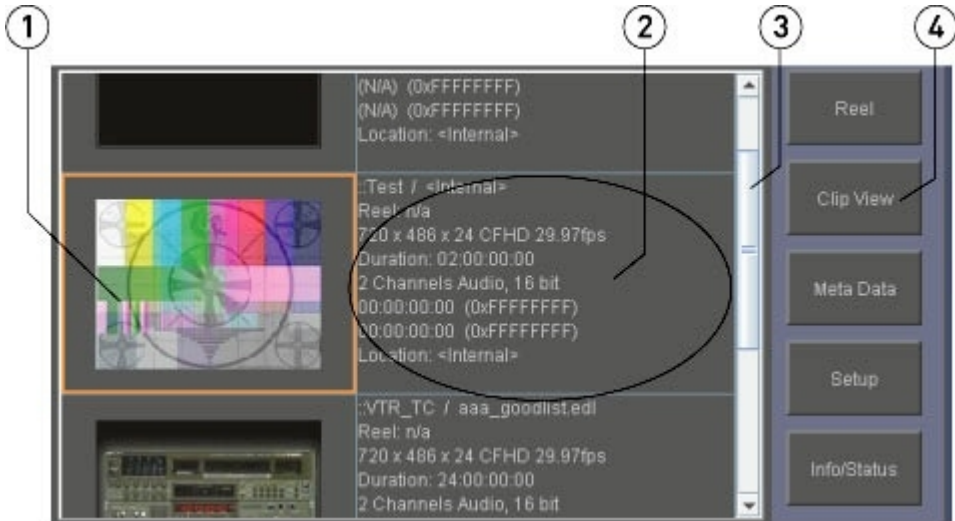 1
2
3
4
(N/A) (0xFFFFFFFF)
(N/A) (0xFFFFFFFF)
Location: <Internal>
::Test / <Internal>
Reel: n/a
720 x 486 x 24 CFHD 29.97fps
Duration: 02:00:00:00
2 Channels Audio, 16 bit
00:00:00:00 (0xFFFFFFFF)
00:00:00:00 (0xFFFFFFFF)
Location: <Internal>
::VTR_TC / aaa_goodlist.edl
Reel: n/a
720 x 486 x 24 CFHD 29.97fps
Duration: 24:00:00:00
2 Channels Audio, 16 bit
Reel
Clip View
Meta Data
Setup
Info/Status